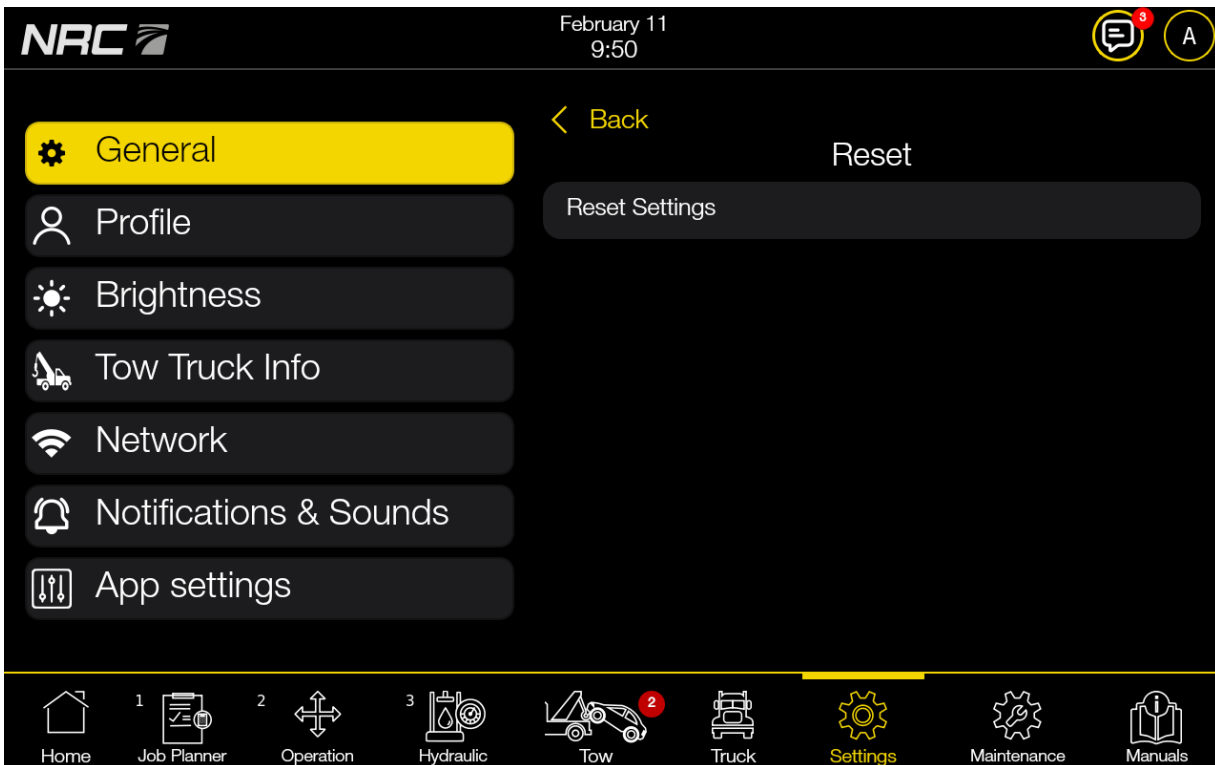 NRC
February 11
9:50
3
A
Back
Reset
General
Reset Settings
Profile
Brightness
Tow Truck Info
Network
Notifications & Sounds
App settings
Home
1
Job Planner
2
Operation
3
Hydraulic
2
Tow
Truck
Settings
Maintenance
Manuals